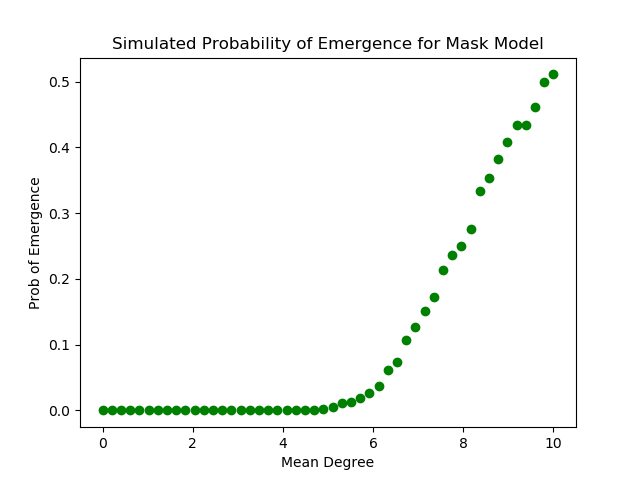 Simulated Probability of Emergence for Mask Model
0.5
0.4
0.3
0.2
0.1
0.0
Prob of Emergence
0 2 4 6 8 10
Mean Degree